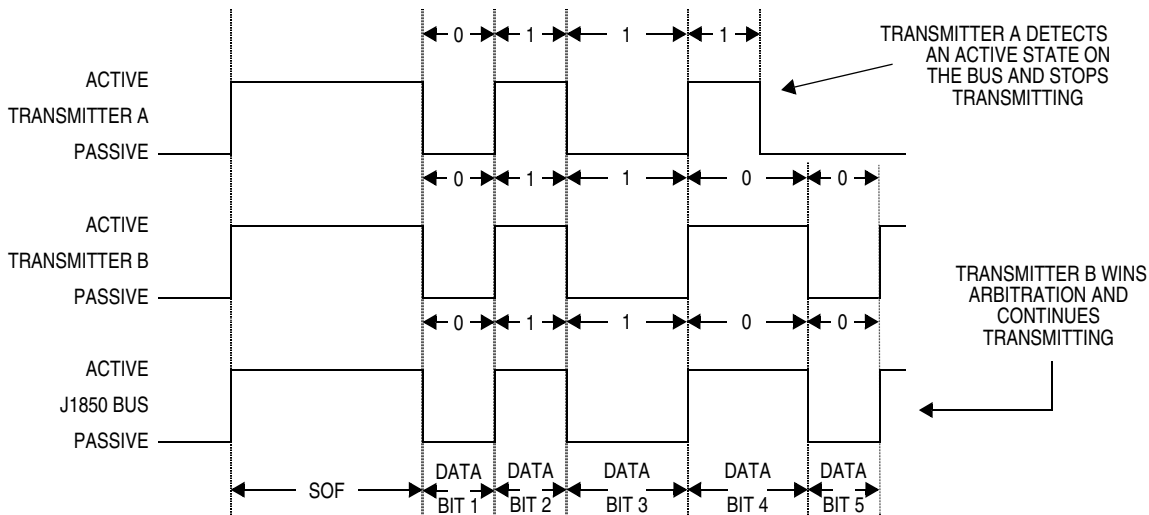 0 1 1 1
TRANSMITTER A DETECTS
AN ACTIVE STATE ON
THE BUS AND STOPS
TRANSMITTING
ACTIVE
TRANSMITTER A
PASSIVE
0 1 1 0 0
ACTIVE
TRANSMITTER B
PASSIVE
TRANSMITTER B WINS
ARBITRATION AND
CONTINUES
TRANSMITTING
0 1 1 0 0
ACTIVE
J1850 BUS
PASSIVE
SOF
DATA
BIT 1
DATA
BIT 2
DATA
BIT 3
DATA
BIT 4
DATA
BIT 5